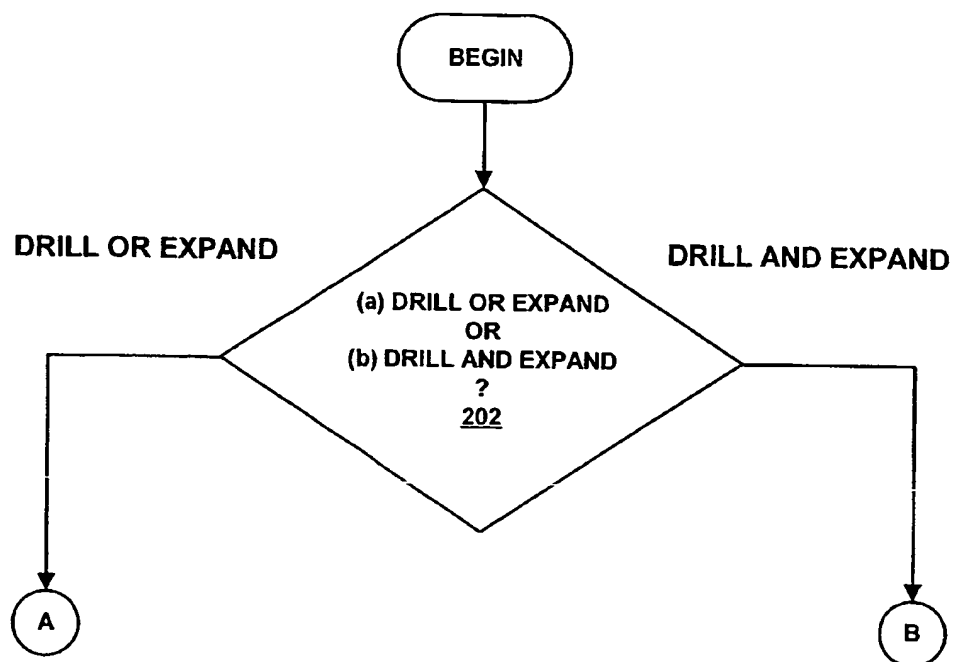 BEGIN
DRILL OR EXPAND
DRILL AND EXPAND
(a) DRILL OR EXPAND
OR
(b) DRILL AND EXPAND
?
202
A
B